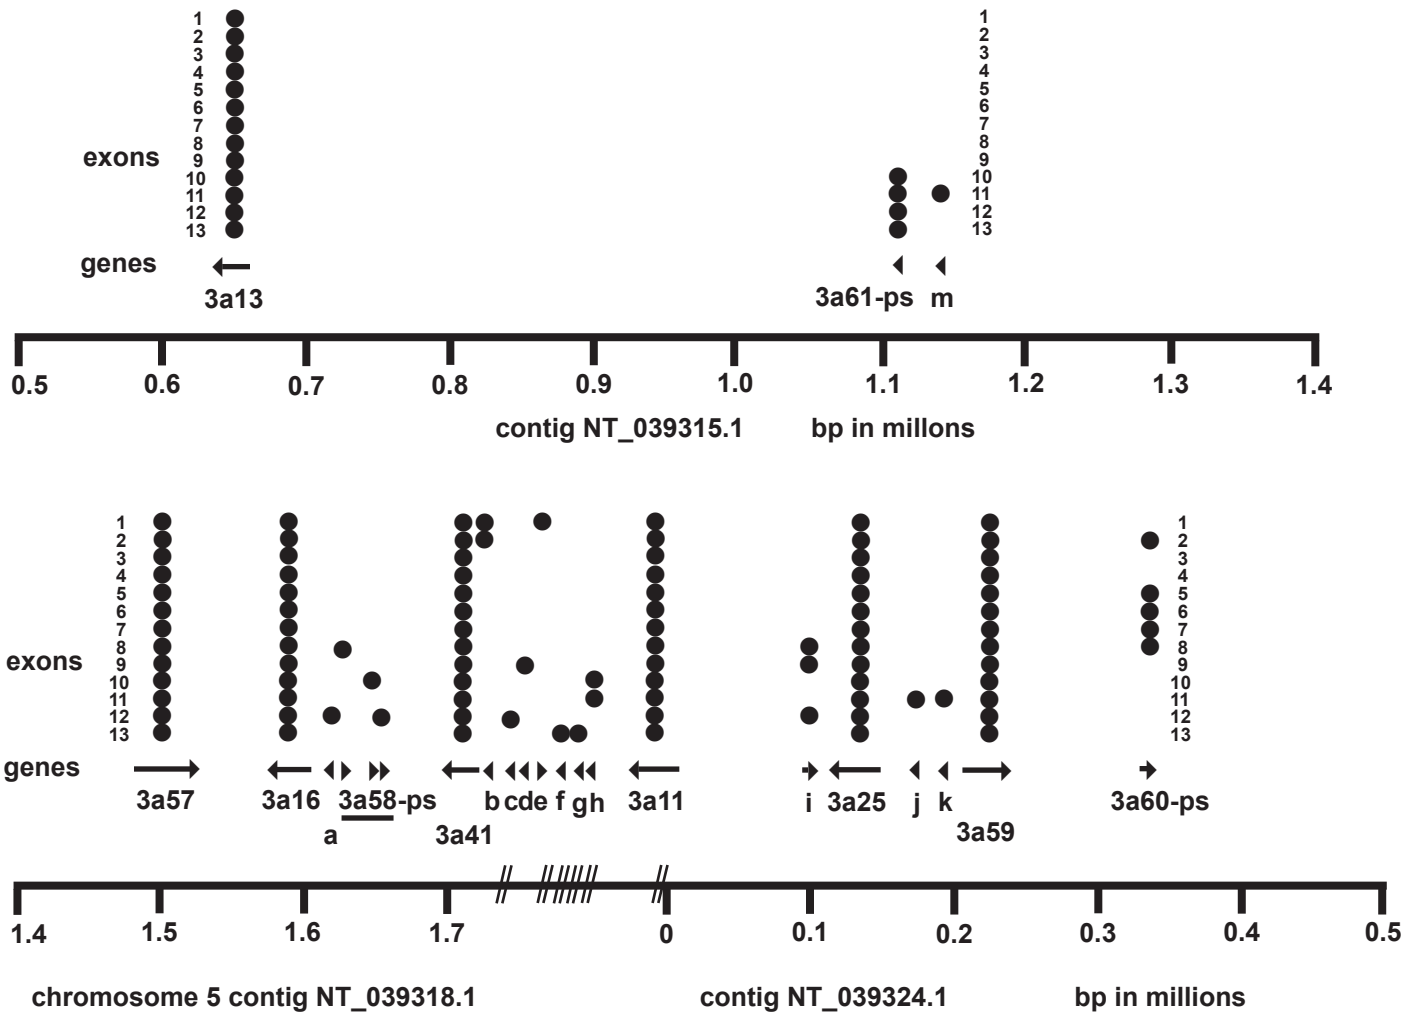 1 1
2 2
3 3
4 4
5 5
6 6
7 7
8 8
exons 9 9
10 10
11 11
12 12
13 13
genes
3a13 3a61-ps m
0.5 0.6 0.7 0.8 0.9 1.0 1.1 1.2 1.3 1.4
contig NT_039315.1 bp in millons
1 1
2 2
3 3
4 4
5 5
6 6
7 7
8 8
exons 9 9
10 10
11 11
12 12
13 13
genes
3a57 3a16 3a58-ps b c d e f g h 3a11 i 3a25 j k 3a60-ps
a 3a41 3a59
1.4 1.5 1.6 1.7 0 0.1 0.2 0.3 0.4 0.5
chromosome 5 contig NT_039318.1 contig NT_039324.1 bp in millions